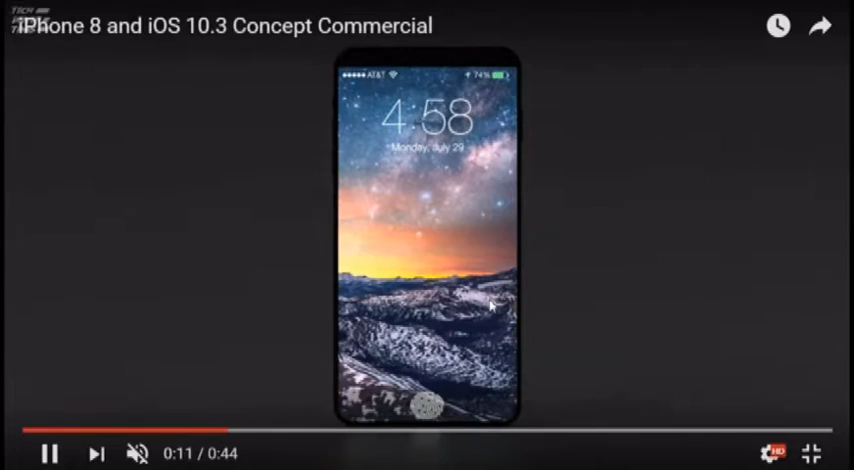 iPhone 8 and iOS 10.3 Concept Commercial
AT&T
74%
4:58
Monday, July 29
0:11 / 0:44
HD